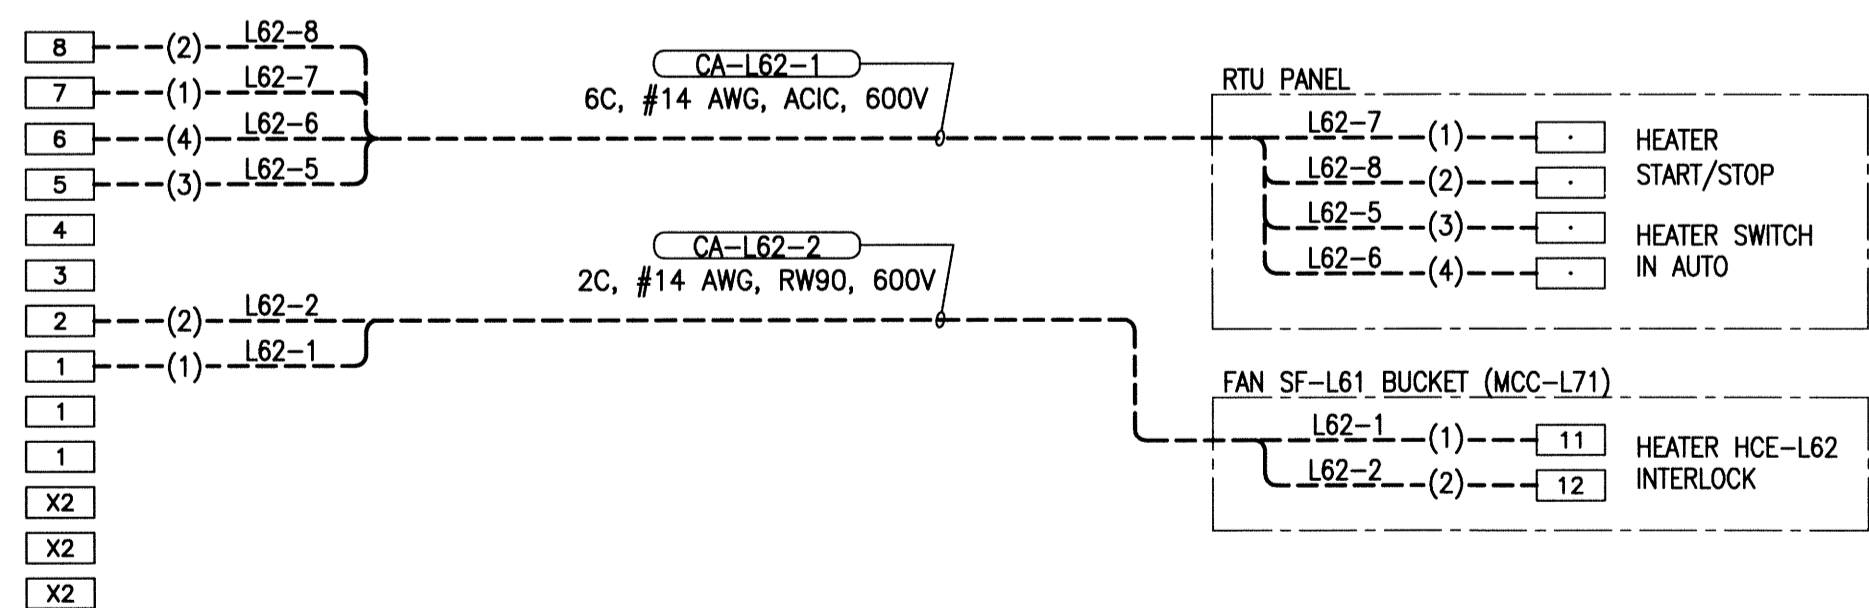 8 (2) L62-8
7 (1) L62-7
6 (4) L62-6
5 (3) L62-5
4
3
2 (2) L62-2
1 (1) L62-1
1
1
X2
X2
X2
CA-L62-1
6C, #14 AWG, ACIC, 600V
CA-L62-2
2C, #14 AWG, RW90, 600V
RTU PANEL
L62-7 (1) · HEATER
L62-8 (2) · START/STOP
L62-5 (3) · HEATER SWITCH
L62-6 (4) · IN AUTO
FAN SF-L61 BUCKET (MCC-L71)
L62-1 (1) 11 HEATER HCE-L62
L62-2 (2) 12 INTERLOCK